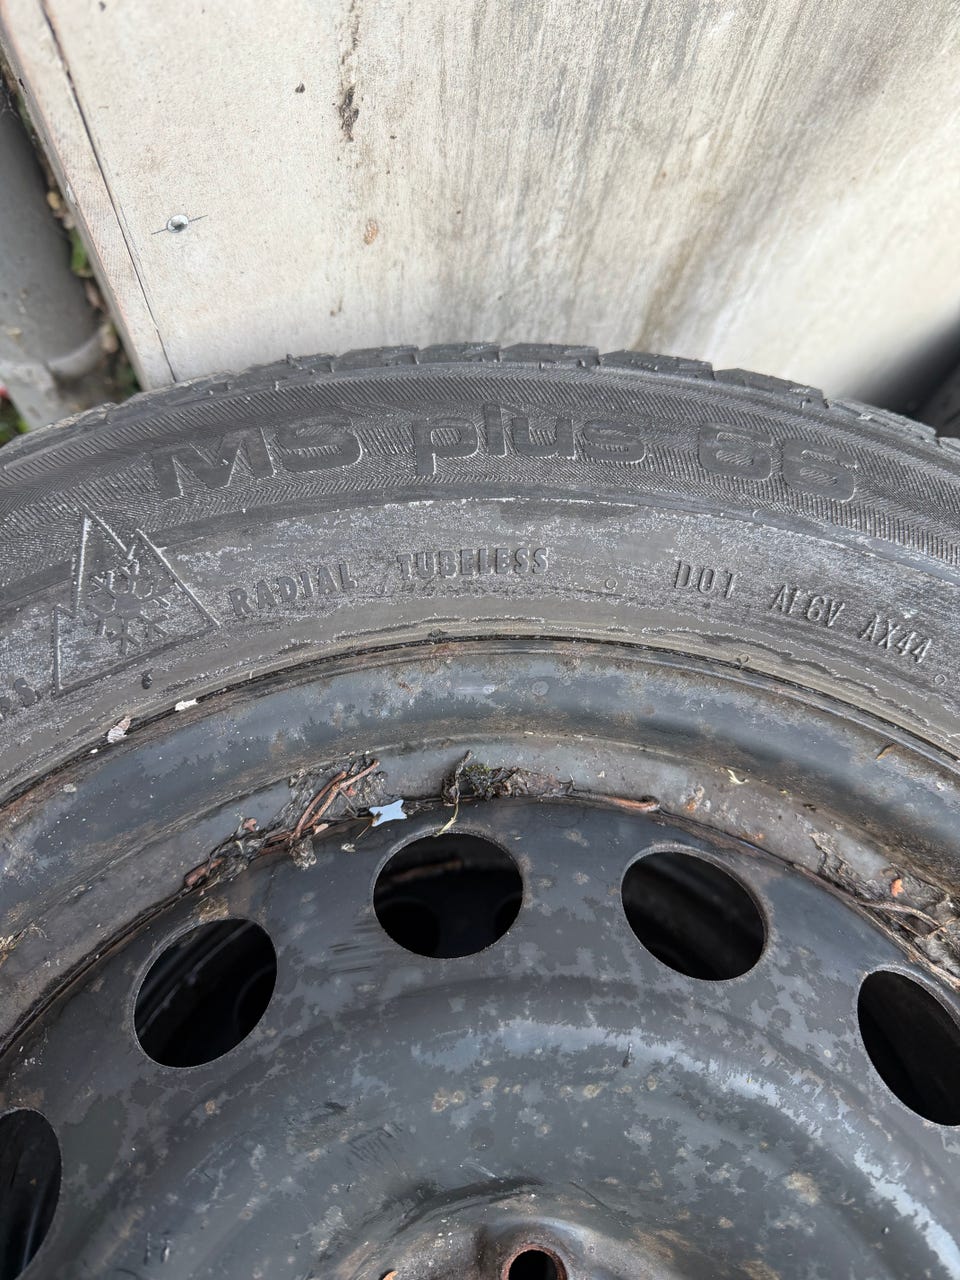 MS plus 66
RADIAL TUBELESS DOT AF6V AX44